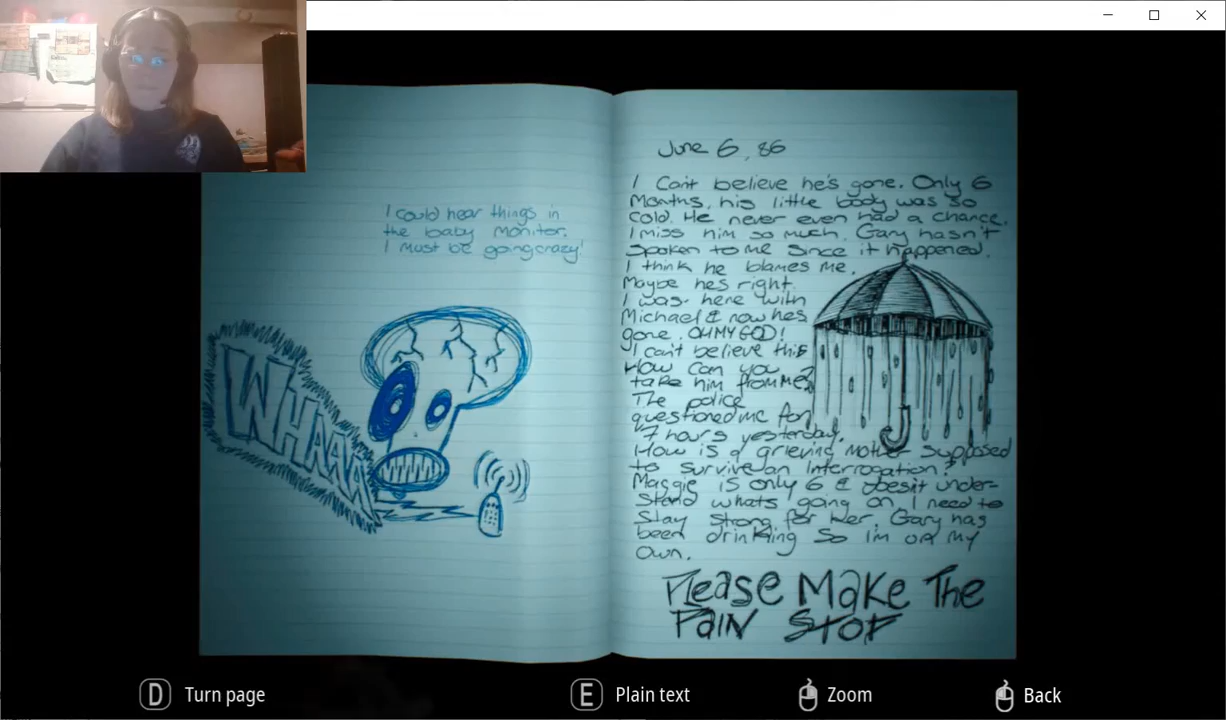 I could hear things in
the baby monitor.
I must be going crazy!
WHAAA
June 6, 86
I Can't believe he's gone. Only 6
Months, his little body was so
cold. He never even had a chance.
I miss him so much. Gary hasn't
spoken to me since it happened.
I think he blames me.
Maybe hes right.
I was here with
Michael & now hes
gone. OH MY GOD!
I can't believe this
How can you
take him from me?
The police
questioned me for
7 hours yesterday.
How is a grieving mother supposed
to survive an interrogation?
Maggie is only 6 & doesn't under-
stand whats going on I need to
Stay strong for her. Gary has
been drinking so I'm on my
own.
PLease Make The
PaiN STOP
D Turn page
E Plain text
Zoom
Back